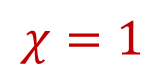 χ = 1